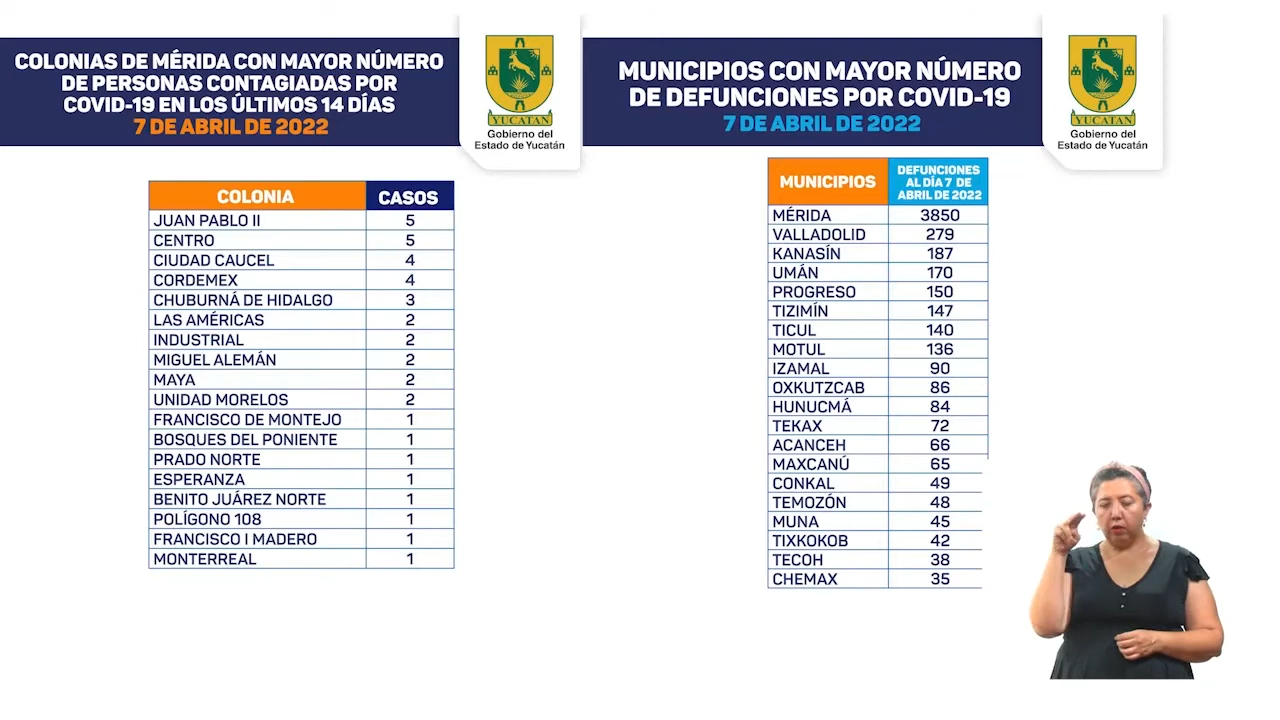 COLONIAS DE MÉRIDA CON MAYOR NÚMERO
DE PERSONAS CONTAGIADAS POR
COVID-19 EN LOS ÚLTIMOS 14 DÍAS
7 DE ABRIL DE 2022
YUCATÁN
Gobierno del
Estado de Yucatán
COLONIA CASOS
JUAN PABLO II 5
CENTRO 5
CIUDAD CAUCEL 4
CORDEMEX 4
CHUBURNÁ DE HIDALGO 3
LAS AMÉRICAS 2
INDUSTRIAL 2
MIGUEL ALEMÁN 2
MAYA 2
UNIDAD MORELOS 2
FRANCISCO DE MONTEJO 1
BOSQUES DEL PONIENTE 1
PRADO NORTE 1
ESPERANZA 1
BENITO JUÁREZ NORTE 1
POLÍGONO 108 1
FRANCISCO I MADERO 1
MONTERREAL 1
MUNICIPIOS CON MAYOR NÚMERO
DE DEFUNCIONES POR COVID-19
7 DE ABRIL DE 2022
YUCATÁN
Gobierno del
Estado de Yucatán
MUNICIPIOS DEFUNCIONES
AL DÍA 7 DE
ABRIL DE 2022
MÉRIDA 3850
VALLADOLID 279
KANASÍN 187
UMÁN 170
PROGRESO 150
TIZIMÍN 147
TICUL 140
MOTUL 136
IZAMAL 90
OXKUTZCAB 86
HUNUCMÁ 84
TEKAX 72
ACANCEH 66
MAXCANÚ 65
CONKAL 49
TEMOZÓN 48
MUNA 45
TIXKOKOB 42
TECOH 38
CHEMAX 35